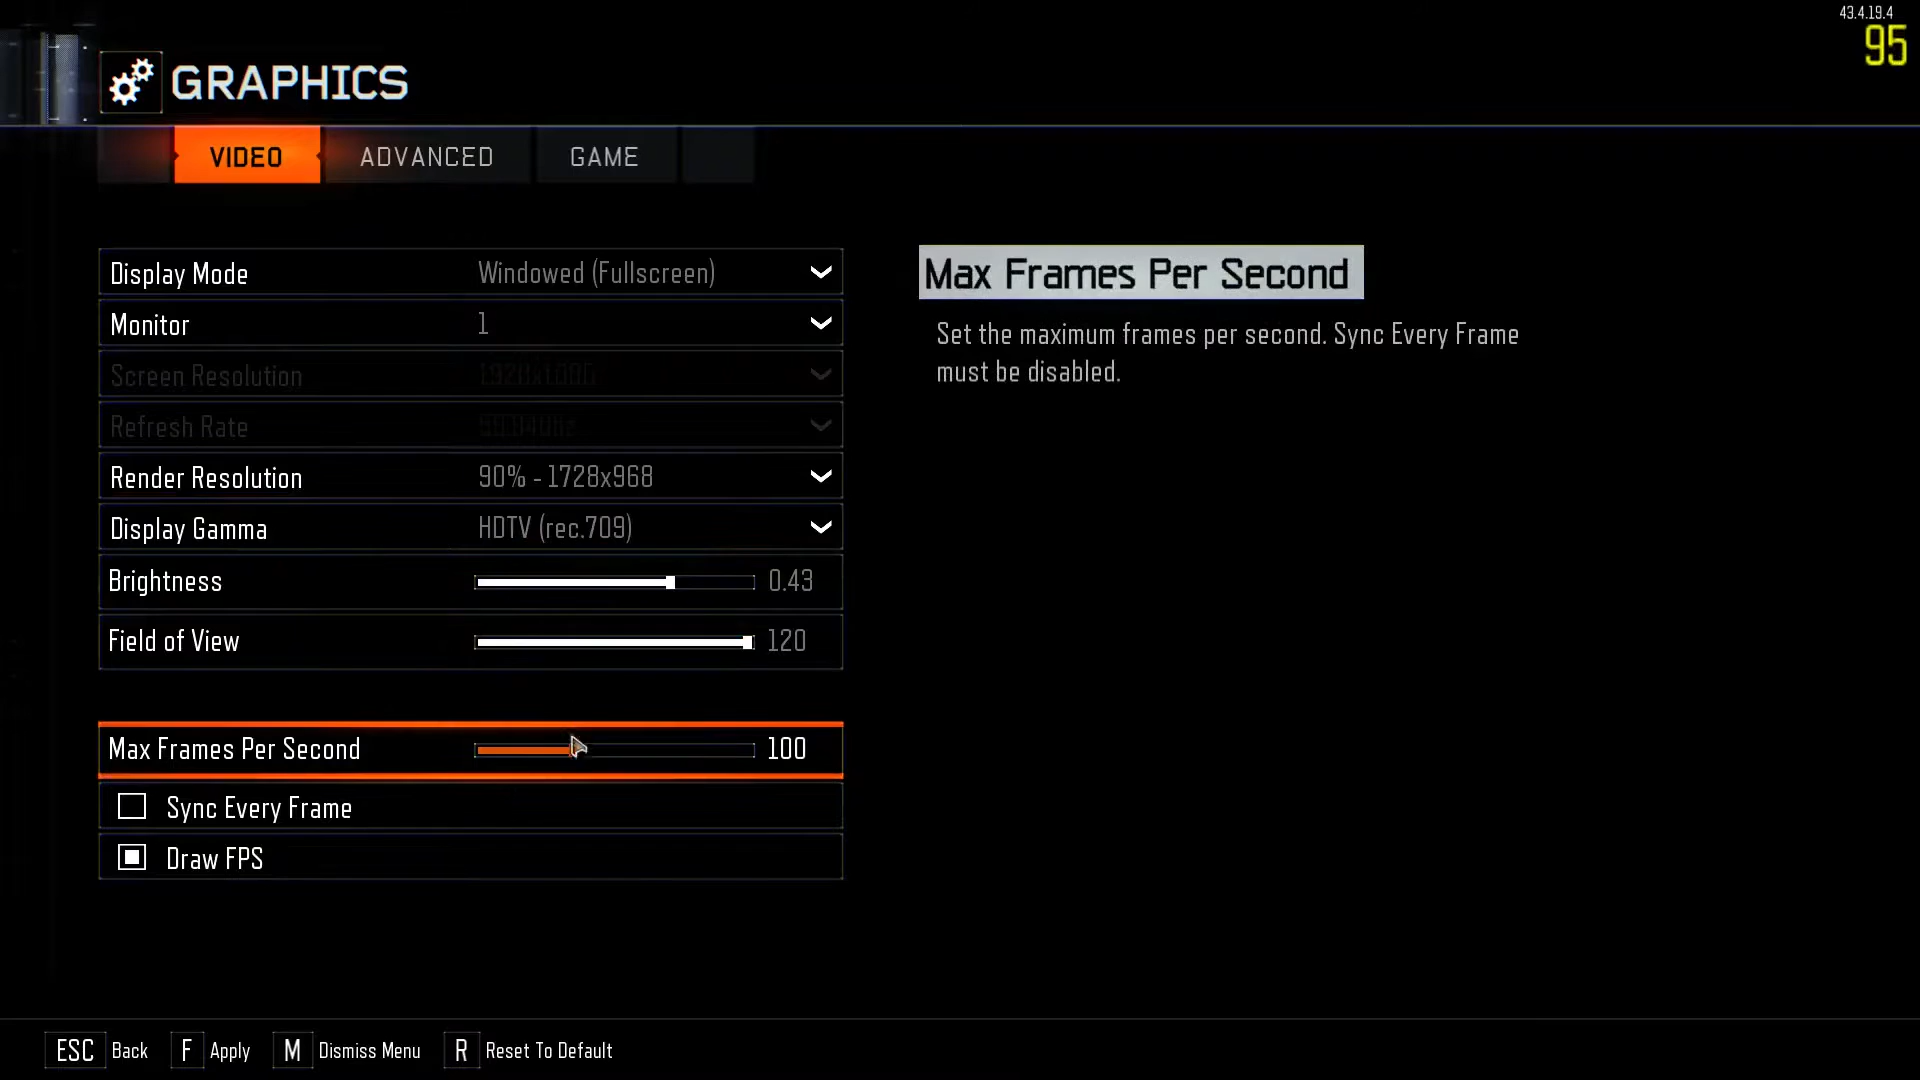 43.4.19.4
95
GRAPHICS
VIDEO ADVANCED GAME
Display Mode Windowed (Fullscreen)
Monitor 1
Screen Resolution 1920x1080
Refresh Rate
Render Resolution 90% - 1728x968
Display Gamma HDTV (rec.709)
Brightness 0.43
Field of View 120
Max Frames Per Second 100
Sync Every Frame
Draw FPS
Max Frames Per Second
Set the maximum frames per second. Sync Every Frame
must be disabled.
ESC Back F Apply M Dismiss Menu R Reset To Default